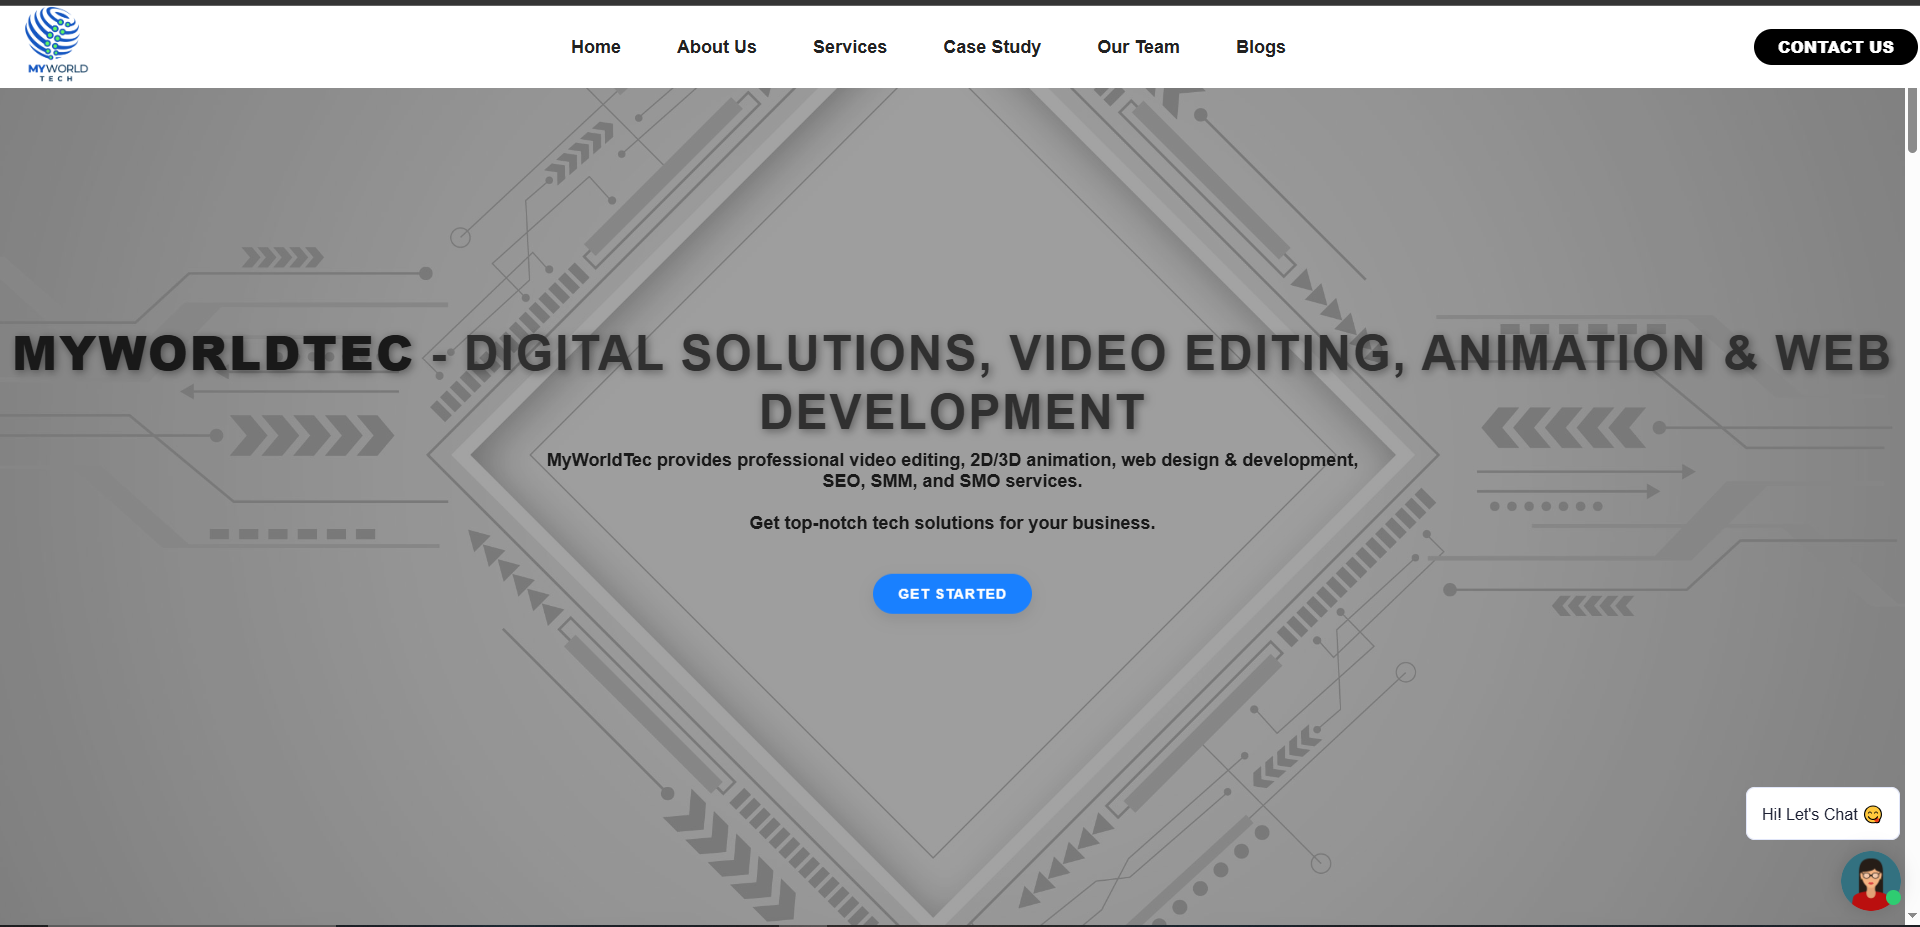 MYWORLD
TECH
Home About Us Services Case Study Our Team Blogs
CONTACT US
MYWORLDTEC - DIGITAL SOLUTIONS, VIDEO EDITING, ANIMATION & WEB
DEVELOPMENT
MyWorldTec provides professional video editing, 2D/3D animation, web design & development,
SEO, SMM, and SMO services.
Get top-notch tech solutions for your business.
GET STARTED
Hi! Let's Chat 😋